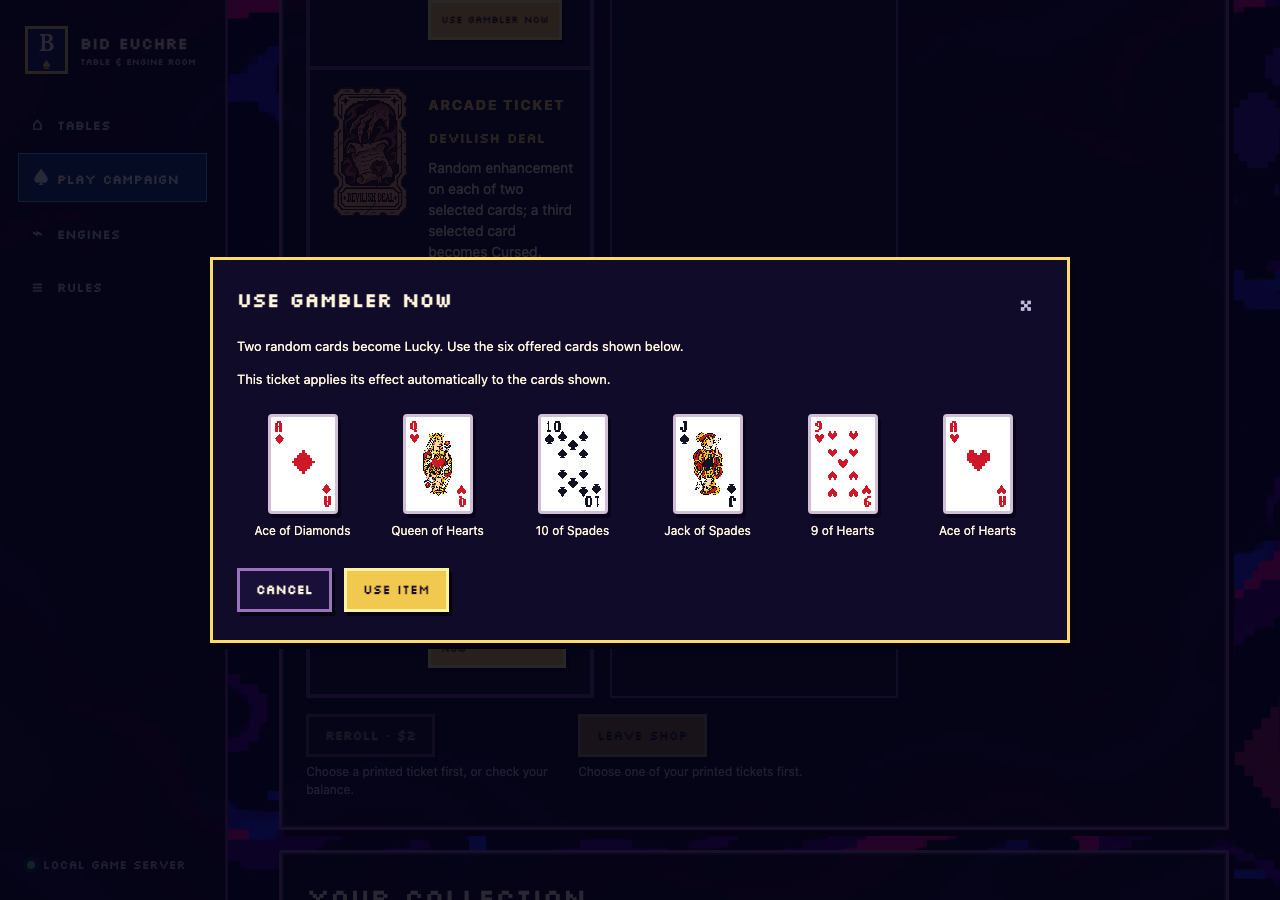 BID EUCHRE
TABLE & ENGINE ROOM
TABLES
PLAY CAMPAIGN
ENGINES
RULES
LOCAL GAME SERVER
USE GAMBLER NOW
ARCADE TICKET
DEVILISH DEAL
Random enhancement
on each of two
selected cards; a third
selected card
becomes Cursed.
DEVILISH DEAL
USE GAMBLER NOW
Two random cards become Lucky. Use the six offered cards shown below.
This ticket applies its effect automatically to the cards shown.
A
A
Q
Q
10
10
J
J
9
9
A
A
Ace of Diamonds
Queen of Hearts
10 of Spades
Jack of Spades
9 of Hearts
Ace of Hearts
CANCEL
USE ITEM
NOW
REROLL · $2
LEAVE SHOP
Choose a printed ticket first, or check your
balance.
Choose one of your printed tickets first.
YOUR COLLECTION